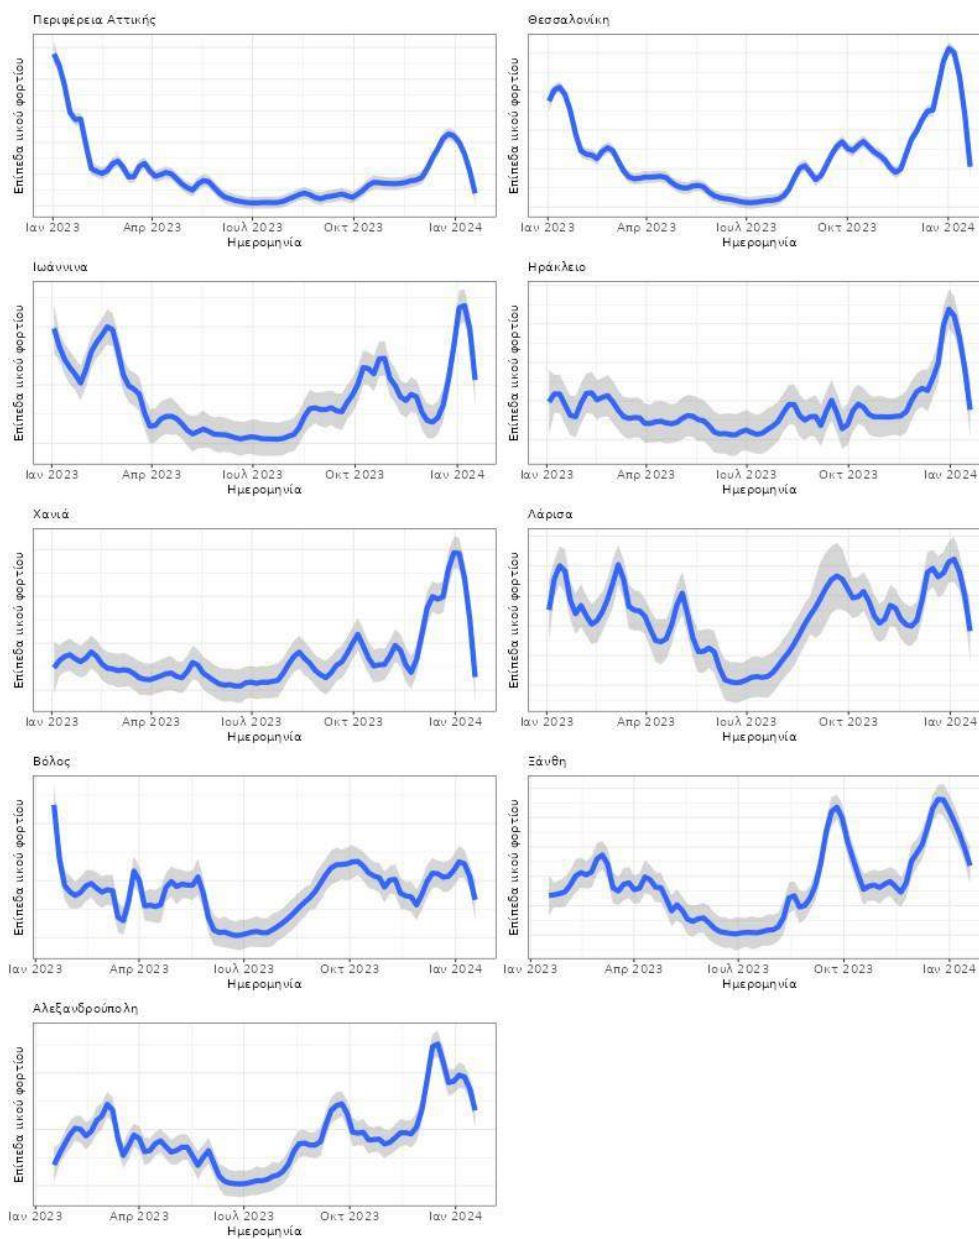 Περιφέρεια Αττικής
Επίπεδα ιικού φορτίου
Ιαν 2023 Απρ 2023 Ιουλ 2023 Οκτ 2023 Ιαν 2024
Ημερομηνία
Θεσσαλονίκη
Επίπεδα ιικού φορτίου
Ιαν 2023 Απρ 2023 Ιουλ 2023 Οκτ 2023 Ιαν 2024
Ημερομηνία
Ιωάννινα
Επίπεδα ιικού φορτίου
Ιαν 2023 Απρ 2023 Ιουλ 2023 Οκτ 2023 Ιαν 2024
Ημερομηνία
Ηράκλειο
Επίπεδα ιικού φορτίου
Ιαν 2023 Απρ 2023 Ιουλ 2023 Οκτ 2023 Ιαν 2024
Ημερομηνία
Χανιά
Επίπεδα ιικού φορτίου
Ιαν 2023 Απρ 2023 Ιουλ 2023 Οκτ 2023 Ιαν 2024
Ημερομηνία
Λάρισα
Επίπεδα ιικού φορτίου
Ιαν 2023 Απρ 2023 Ιουλ 2023 Οκτ 2023 Ιαν 2024
Ημερομηνία
Βόλος
Επίπεδα ιικού φορτίου
Ιαν 2023 Απρ 2023 Ιουλ 2023 Οκτ 2023 Ιαν 2024
Ημερομηνία
Ξάνθη
Επίπεδα ιικού φορτίου
Ιαν 2023 Απρ 2023 Ιουλ 2023 Οκτ 2023 Ιαν 2024
Ημερομηνία
Αλεξανδρούπολη
Επίπεδα ιικού φορτίου
Ιαν 2023 Απρ 2023 Ιουλ 2023 Οκτ 2023 Ιαν 2024
Ημερομηνία